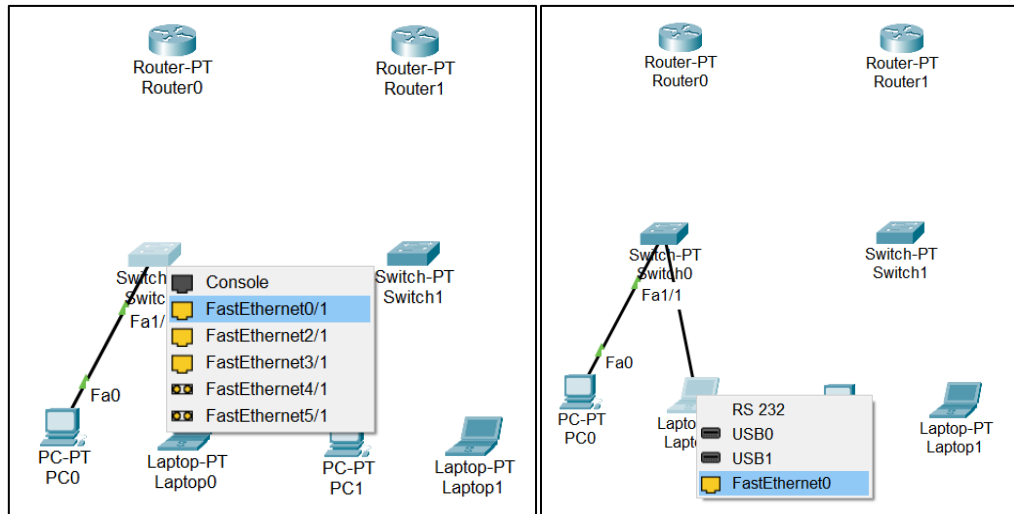 Router-PT
Router0
Router-PT
Router1
Switch
Switc
Fa1/
Console
FastEthernet0/1
FastEthernet2/1
FastEthernet3/1
FastEthernet4/1
FastEthernet5/1
Switch-PT
Switch1
Fa0
PC-PT
PC0
Laptop-PT
Laptop0
PC-PT
PC1
Laptop-PT
Laptop1
Router-PT
Router0
Router-PT
Router1
Switch-PT
Switch0
Fa1/1
Switch-PT
Switch1
Fa0
PC-PT
PC0
Lapto
Lapt
RS 232
USB0
USB1
FastEthernet0
Laptop-PT
Laptop1